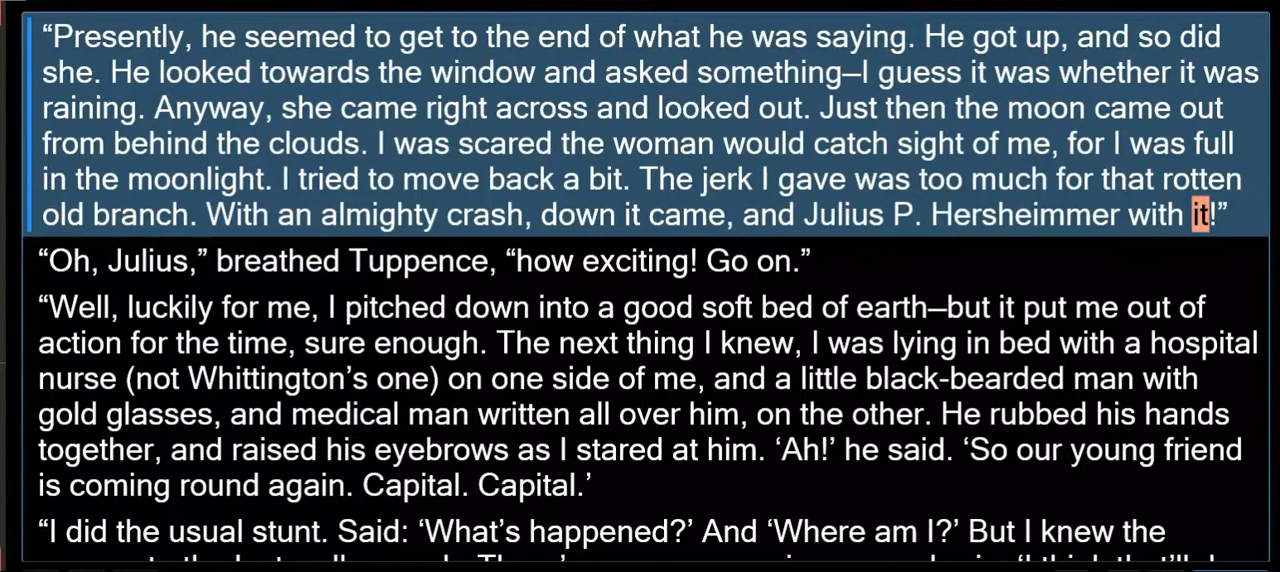 “Presently, he seemed to get to the end of what he was saying. He got up, and so did
she. He looked towards the window and asked something—I guess it was whether it was
raining. Anyway, she came right across and looked out. Just then the moon came out
from behind the clouds. I was scared the woman would catch sight of me, for I was full
in the moonlight. I tried to move back a bit. The jerk I gave was too much for that rotten
old branch. With an almighty crash, down it came, and Julius P. Hersheimmer with it!”
“Oh, Julius,” breathed Tuppence, “how exciting! Go on.”
“Well, luckily for me, I pitched down into a good soft bed of earth—but it put me out of
action for the time, sure enough. The next thing I knew, I was lying in bed with a hospital
nurse (not Whittington’s one) on one side of me, and a little black-bearded man with
gold glasses, and medical man written all over him, on the other. He rubbed his hands
together, and raised his eyebrows as I stared at him. ‘Ah!’ he said. ‘So our young friend
is coming round again. Capital. Capital.’
“I did the usual stunt. Said: ‘What’s happened?’ And ‘Where am I?’ But I knew the